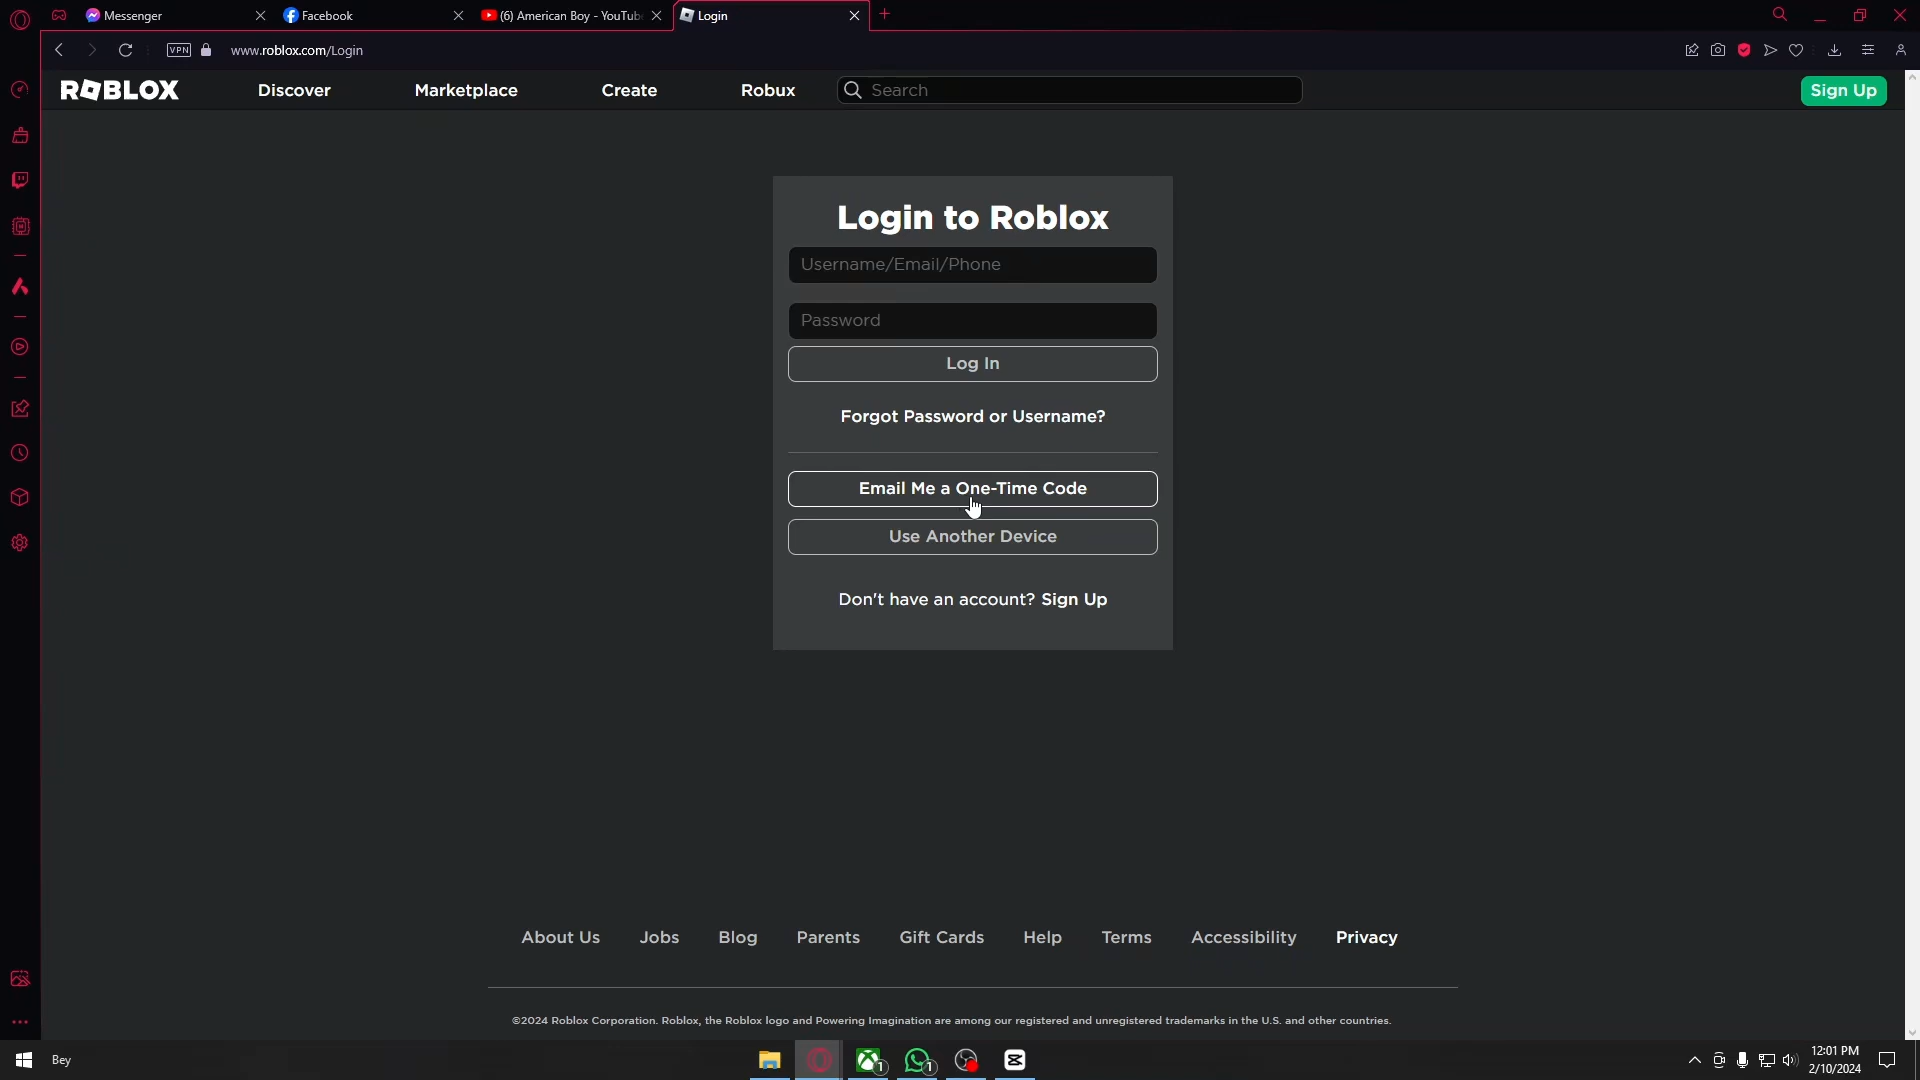 Messenger
Facebook
(6) American Boy - YouTub
Login
VPN
www.roblox.com/Login
ROBLOX
Discover
Marketplace
Create
Robux
Search
Sign Up
Login to Roblox
Username/Email/Phone
Password
Log In
Forgot Password or Username?
Email Me a One-Time Code
Use Another Device
Don't have an account? Sign Up
About Us
Jobs
Blog
Parents
Gift Cards
Help
Terms
Accessibility
Privacy
©2024 Roblox Corporation. Roblox, the Roblox logo and Powering Imagination are among our registered and unregistered trademarks in the U.S. and other countries.
Bey
1
1
12:01 PM
2/10/2024